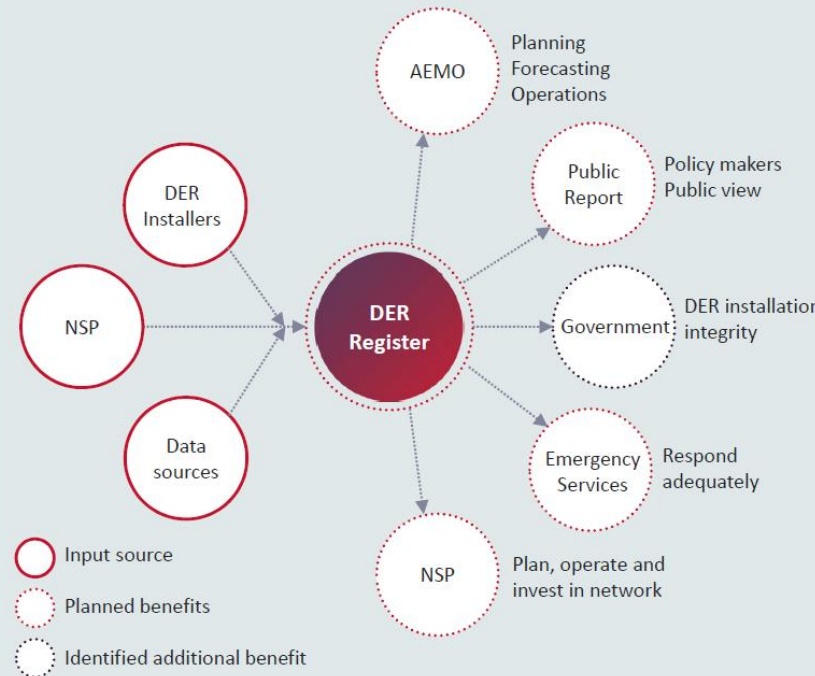 AEMO
Planning
Forecasting
Operations
DER
Installers
Public
Report
Policy makers
Public view
NSP
DER
Register
Government
DER installation
integrity
Data
sources
Emergency
Services
Respond
adequately
NSP
Plan, operate and
invest in network
Input source
Planned benefits
Identified additional benefit